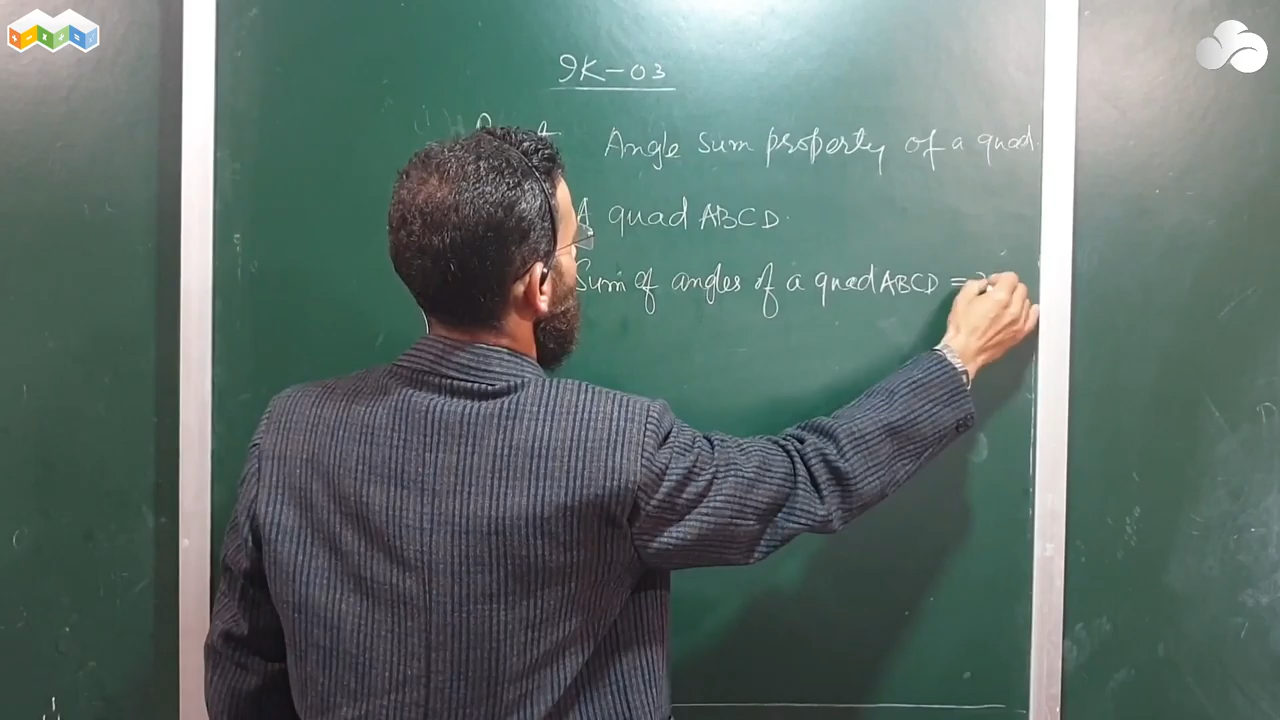 9K-03
Angle sum property of a quad.
A quad ABCD.
Sum of angles of a quad ABCD =